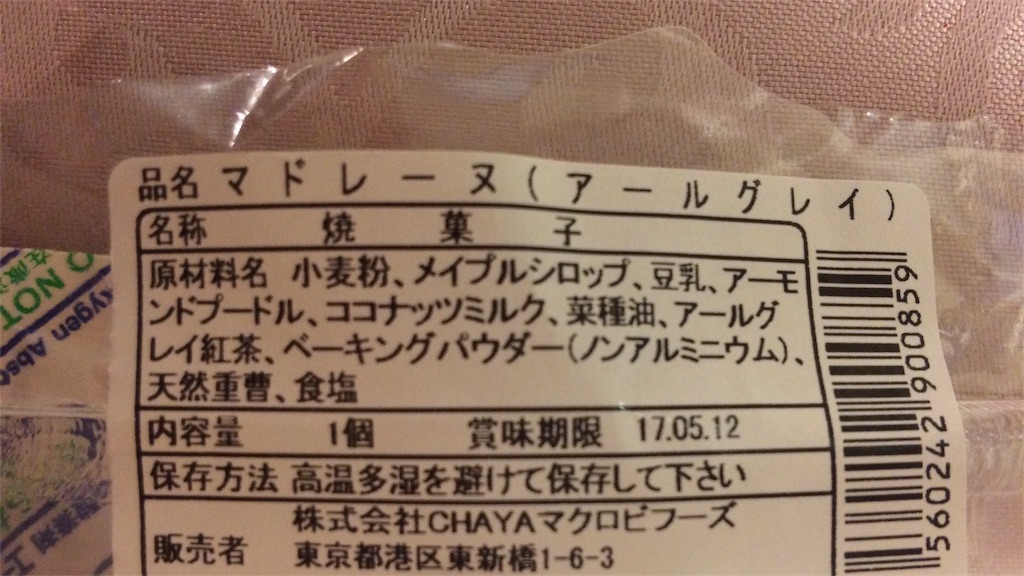 品名 マドレーヌ(アールグレイ)
名称 焼菓子
原材料名 小麦粉、メイプルシロップ、豆乳、アーモ
ンドプードル、ココナッツミルク、菜種油、アールグ
レイ紅茶、ベーキングパウダー(ノンアルミニウム)、
天然重曹、食塩
内容量 1個 賞味期限 17.05.12
保存方法 高温多湿を避けて保存して下さい
販売者 株式会社CHAYAマクロビフーズ
東京都港区東新橋1-6-3
560242 900859
NOT